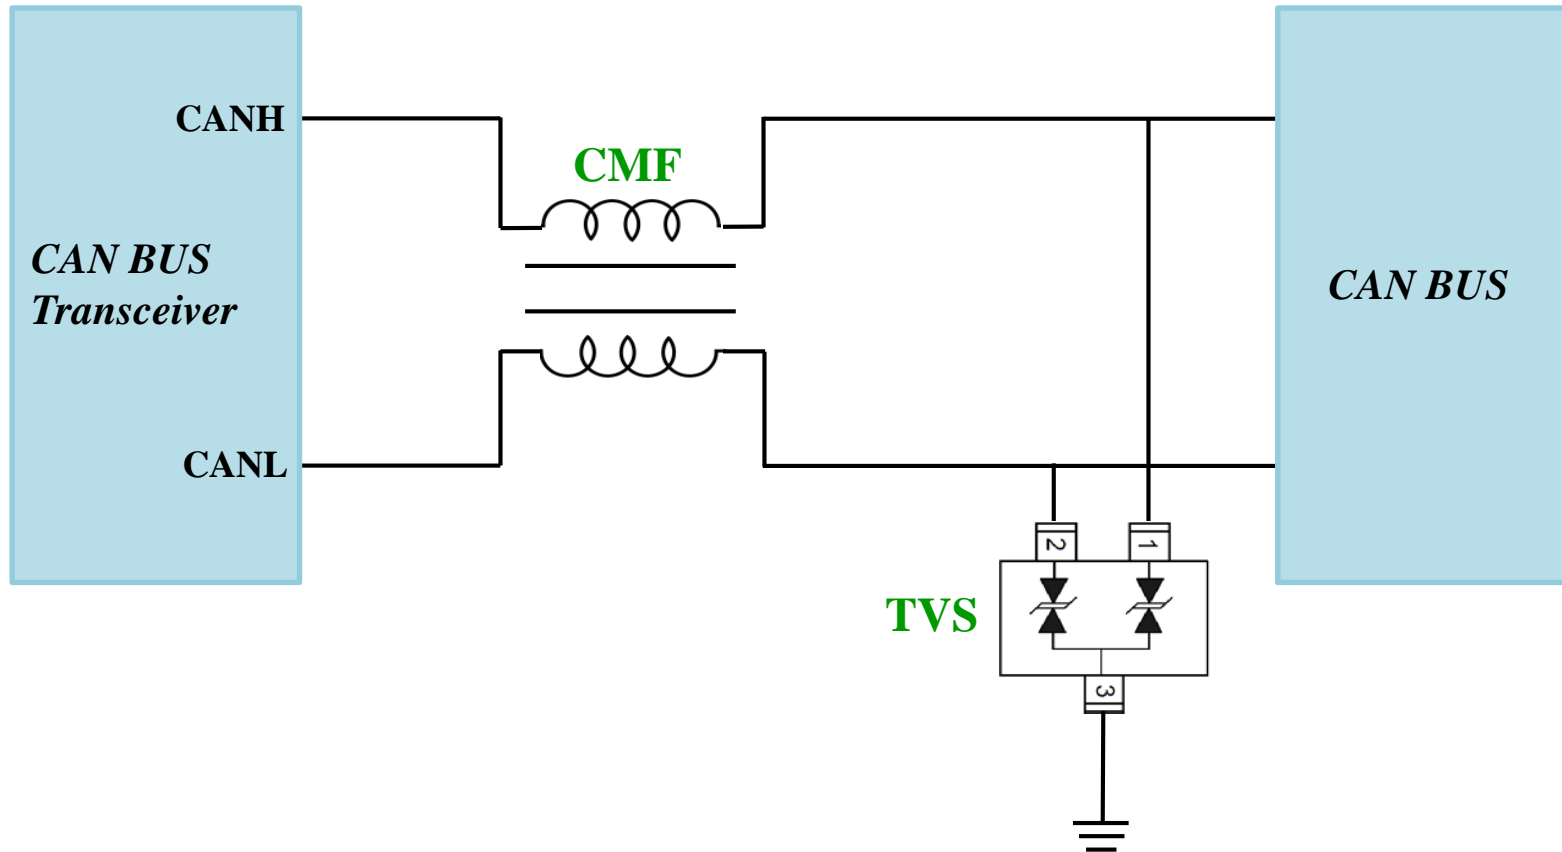 CANH
CMF
CAN BUS
Transceiver
CAN BUS
CANL
2
1
TVS
3